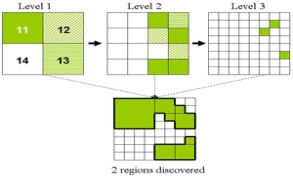 Level 1
Level 2
Level 3
11
12
14
13
2 regions discovered